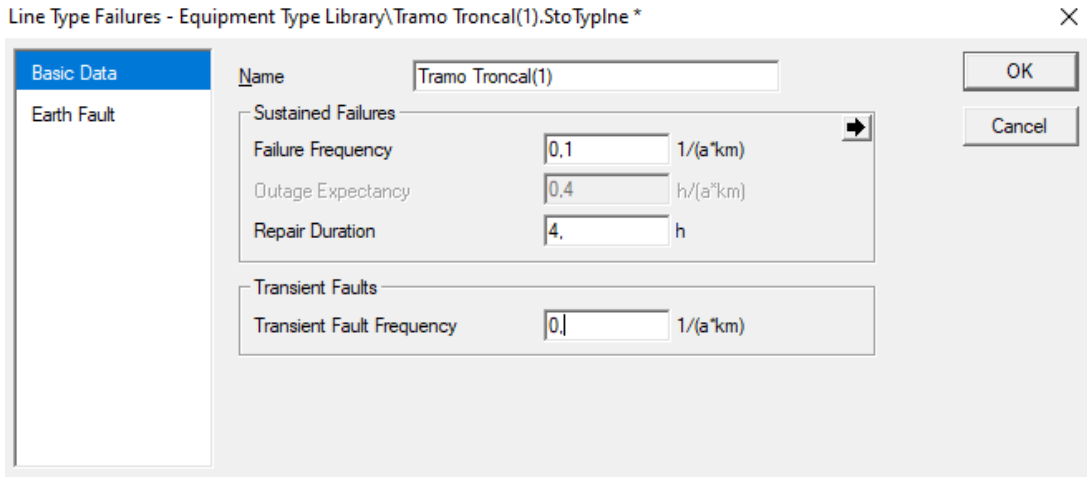 Line Type Failures - Equipment Type Library\Tramo Troncal(1).StoTyplne *
Basic Data
Earth Fault
Name Tramo Troncal(1)
Sustained Failures
Failure Frequency 0,1 1/(a*km)
Outage Expectancy 0,4 h/(a*km)
Repair Duration 4, h
Transient Faults
Transient Fault Frequency 0, 1/(a*km)
OK
Cancel